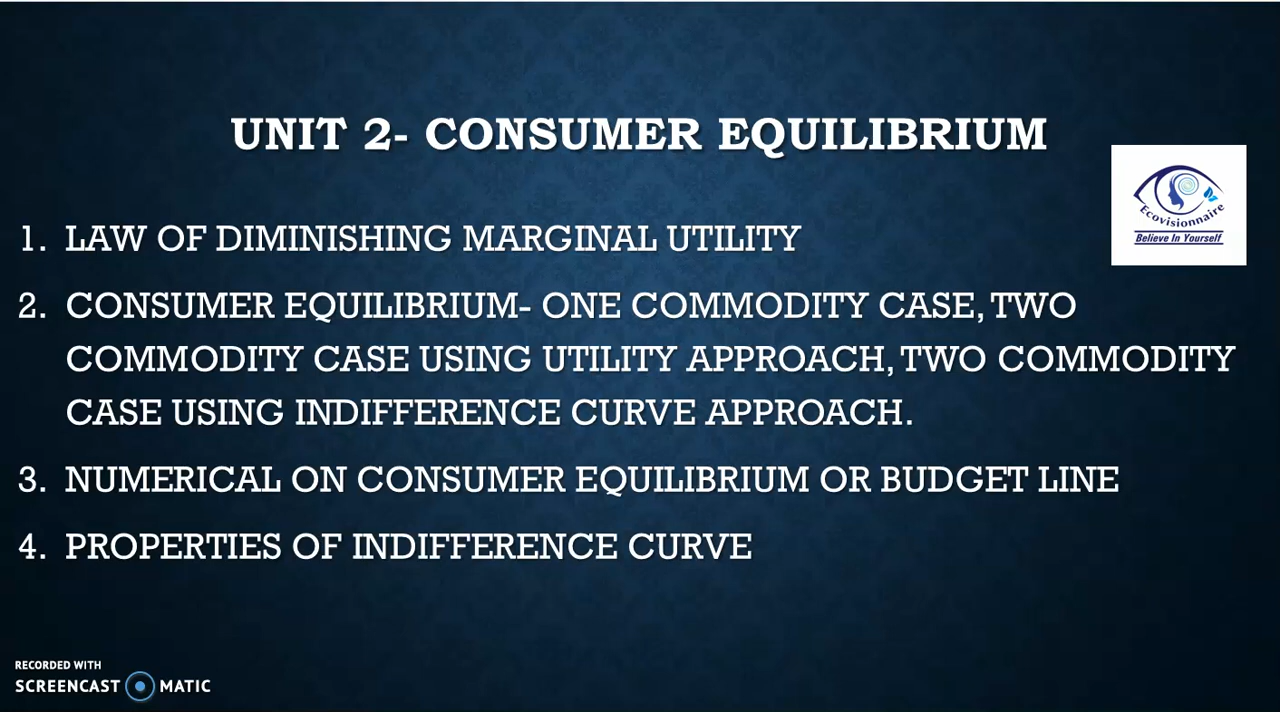 UNIT 2- CONSUMER EQUILIBRIUM
Ecovisionnaire
Believe In Yourself
1. LAW OF DIMINISHING MARGINAL UTILITY
2. CONSUMER EQUILIBRIUM- ONE COMMODITY CASE, TWO
COMMODITY CASE USING UTILITY APPROACH, TWO COMMODITY
CASE USING INDIFFERENCE CURVE APPROACH.
3. NUMERICAL ON CONSUMER EQUILIBRIUM OR BUDGET LINE
4. PROPERTIES OF INDIFFERENCE CURVE
RECORDED WITH
SCREENCAST MATIC